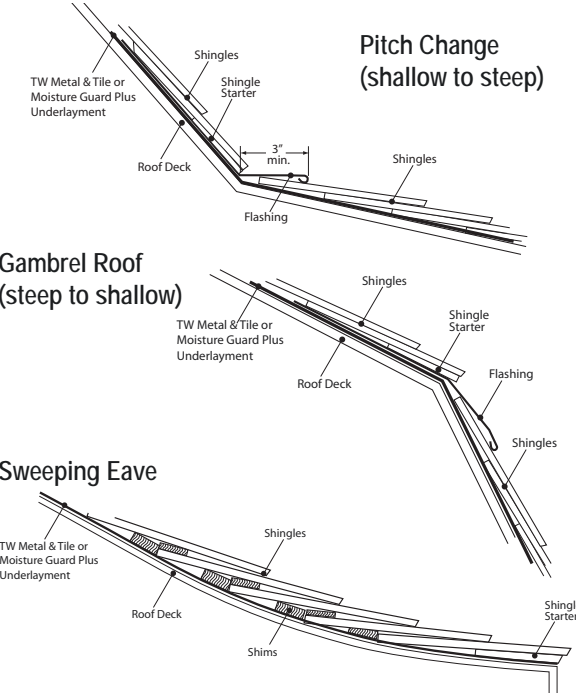 Pitch Change
(shallow to steep)
Shingles
TW Metal & Tile or
Moisture Guard Plus
Underlayment
Shingle
Starter
3"
min.
Roof Deck
Shingles
Flashing
Gambrel Roof
(steep to shallow)
Shingles
TW Metal & Tile or
Moisture Guard Plus
Underlayment
Shingle
Starter
Roof Deck
Flashing
Shingles
Sweeping Eave
TW Metal & Tile or
Moisture Guard Plus
Underlayment
Shingles
Roof Deck
Shims
Shingle
Starter